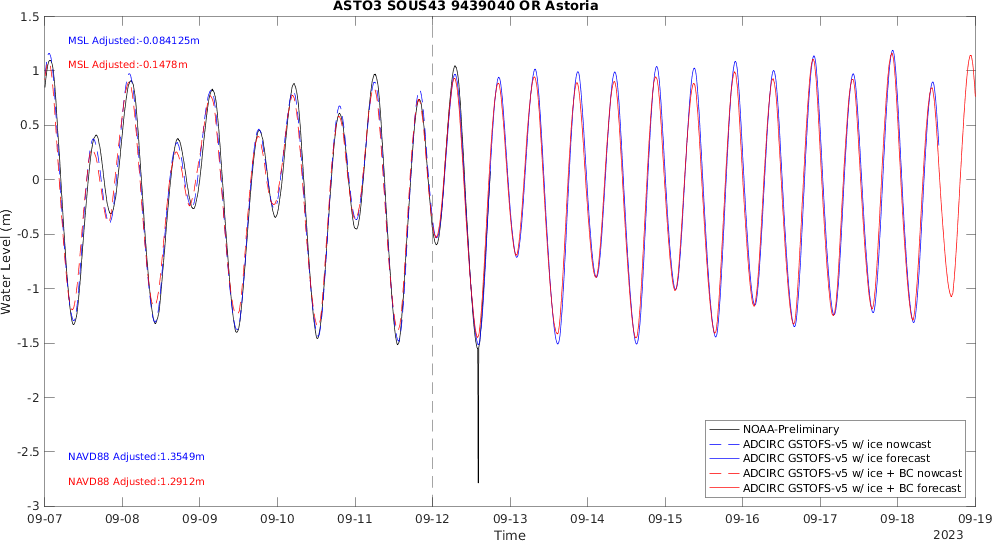 ASTO3 SOUS43 9439040 OR Astoria
1.5
MSL Adjusted:-0.084125m
MSL Adjusted:-0.1478m
1
0.5
0
-0.5
-1
-1.5
-2
-2.5
-3
Water Level (m)
NAVD88 Adjusted:1.3549m
NAVD88 Adjusted:1.2912m
NOAA-Preliminary
ADCIRC GSTOFS-v5 w/ ice nowcast
ADCIRC GSTOFS-v5 w/ ice forecast
ADCIRC GSTOFS-v5 w/ ice + BC nowcast
ADCIRC GSTOFS-v5 w/ ice + BC forecast
09-07 09-08 09-09 09-10 09-11 09-12 09-13 09-14 09-15 09-16 09-17 09-18 09-19
Time
2023